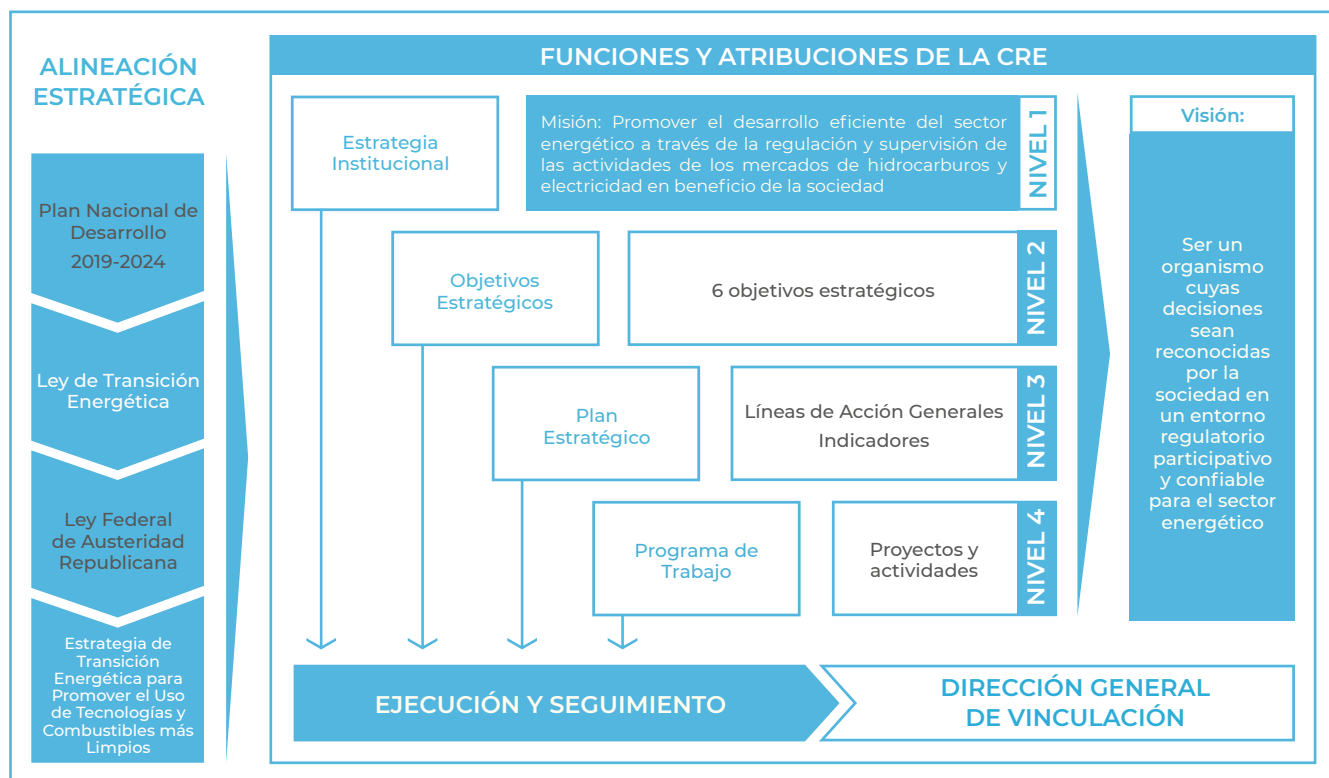 ALINEACIÓN
ESTRATÉGICA
Plan Nacional de
Desarrollo
2019-2024
Ley de Transición
Energética
Ley Federal
de Austeridad
Republicana
Estrategia de
Transición
Energética para
Promover el Uso
de Tecnologías y
Combustibles más
Limpios
FUNCIONES Y ATRIBUCIONES DE LA CRE
Estrategia
Institucional
Misión: Promover el desarrollo eficiente del sector
energético a través de la regulación y supervisión de
las actividades de los mercados de hidrocarburos y
electricidad en beneficio de la sociedad
NIVEL 1
Objetivos
Estratégicos
6 objetivos estratégicos
NIVEL 2
Plan
Estratégico
Líneas de Acción Generales
Indicadores
NIVEL 3
Programa de
Trabajo
Proyectos y
actividades
NIVEL 4
Visión:
Ser un
organismo
cuyas
decisiones
sean
reconocidas
por la
sociedad en
un entorno
regulatorio
participativo
y confiable
para el sector
energético
EJECUCIÓN Y SEGUIMIENTO
DIRECCIÓN GENERAL
DE VINCULACIÓN